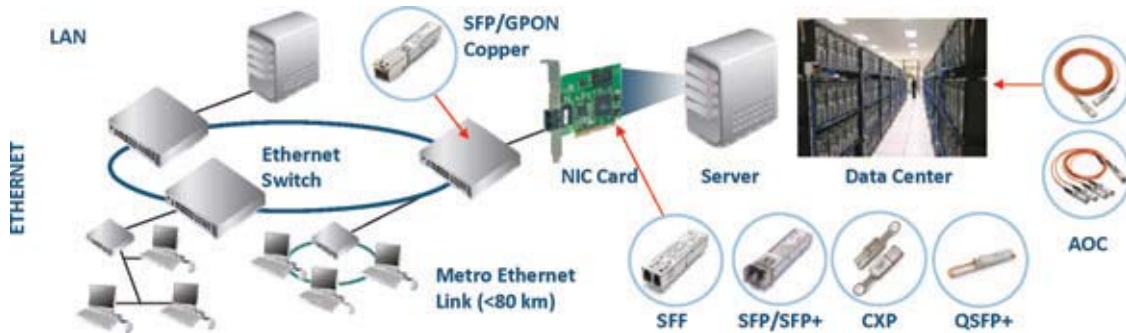 LAN
SFP/GPON
Copper
ETHERNET
Ethernet
Switch
NIC Card
Server
Data Center
Metro Ethernet
Link (<80 km)
SFF
SFP/SFP+
CXP
QSFP+
AOC